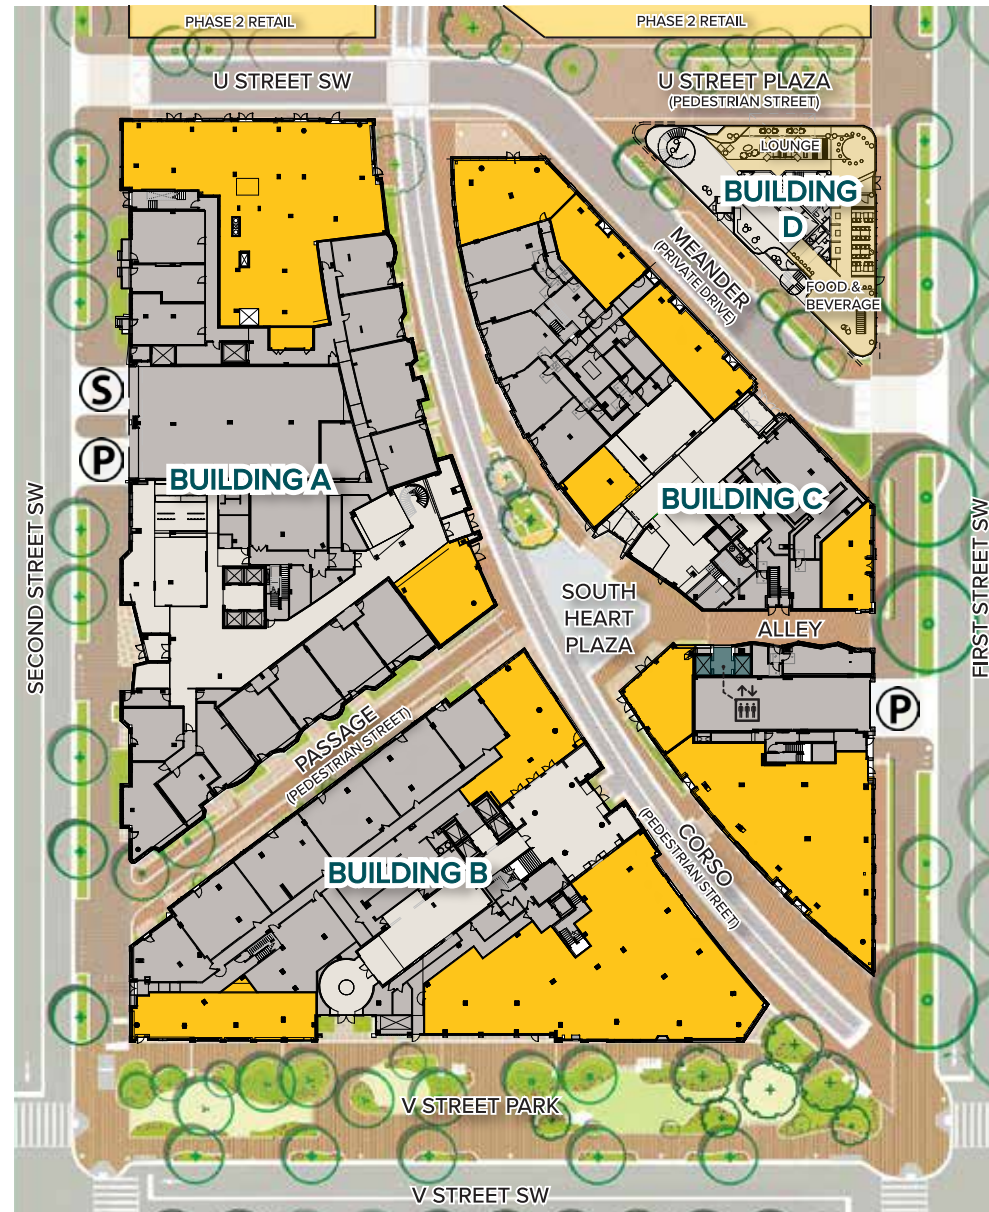 PHASE 2 RETAIL
PHASE 2 RETAIL
U STREET SW
U STREET PLAZA
(PEDESTRIAN STREET)
LOUNGE
BUILDING
D
MEANDER
(PRIVATE DRIVE)
FOOD &
BEVERAGE
S
P
BUILDING A
BUILDING C
SECOND STREET SW
SOUTH
HEART
PLAZA
ALLEY
FIRST STREET SW
P
PASSAGE
(PEDESTRIAN STREET)
CORSO
(PEDESTRIAN STREET)
BUILDING B
V STREET PARK
V STREET SW